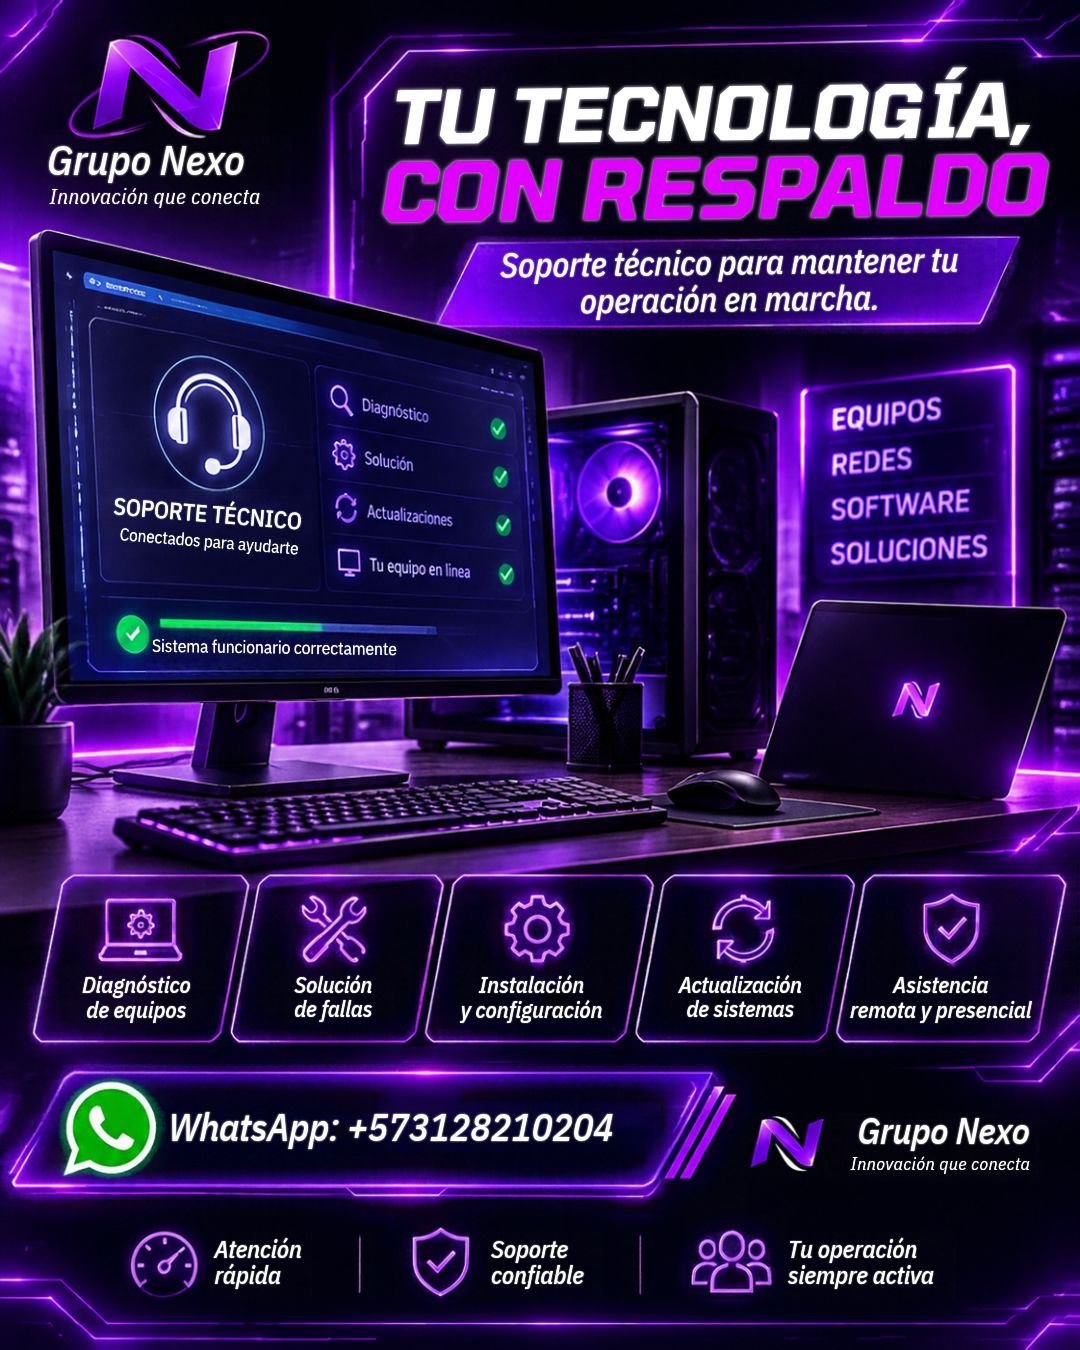 Grupo Nexo
Innovación que conecta
TU TECNOLOGÍA,
CON RESPALDO
Soporte técnico para mantener tu
operación en marcha.
SOPORTE TÉCNICO
Conectados para ayudarte
Diagnóstico
Solución
Actualizaciones
Tu equipo en linea
Sistema funcionario correctamente
EQUIPOS
REDES
SOFTWARE
SOLUCIONES
Diagnóstico
de equipos
Solución
de fallas
Instalación
y configuración
Actualización
de sistemas
Asistencia
remota y presencial
WhatsApp: +573128210204
Grupo Nexo
Innovación que conecta
Atención
rápida
Soporte
confiable
Tu operación
siempre activa